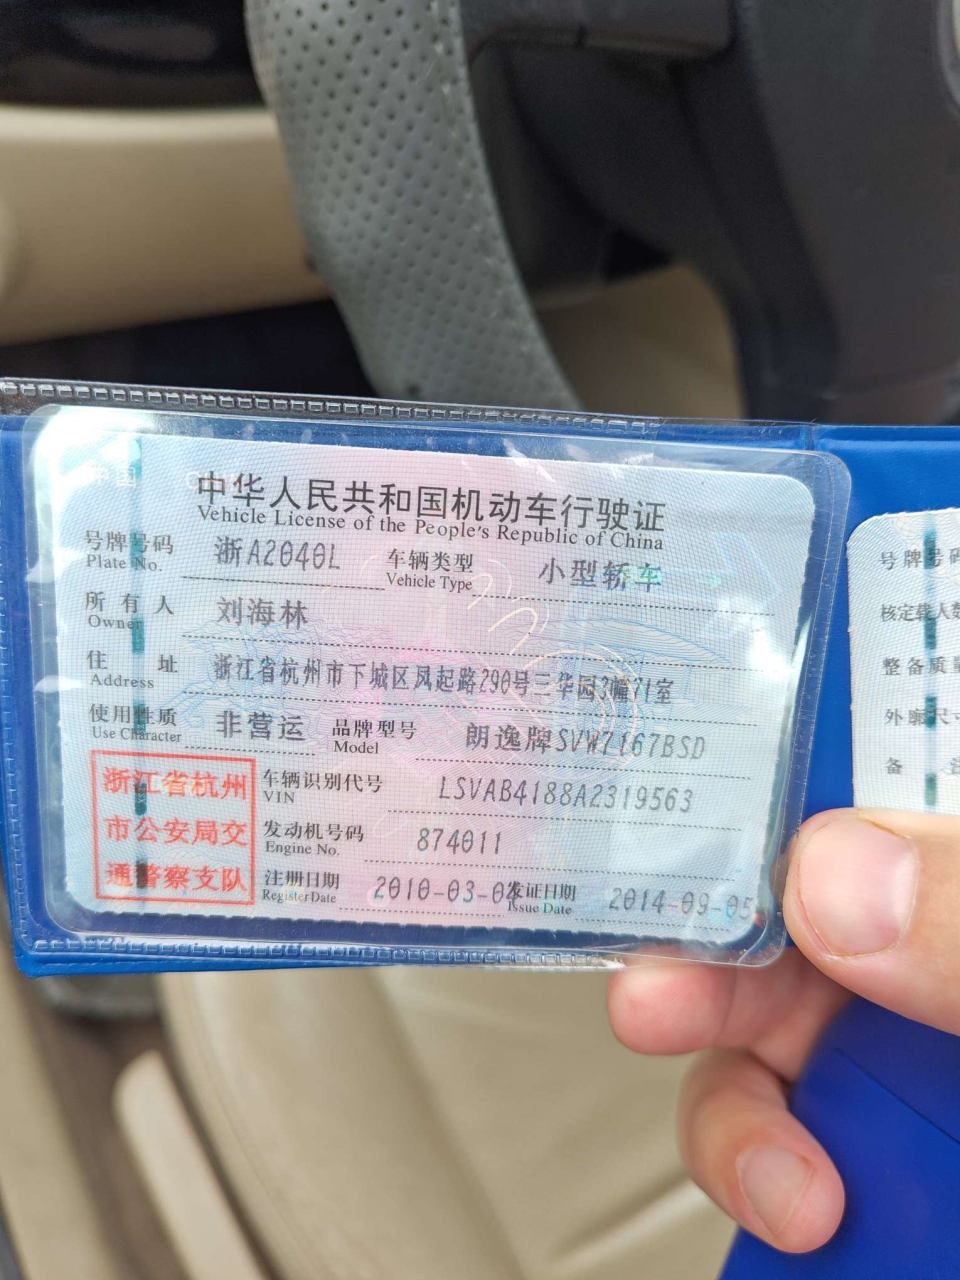 中华人民共和国机动车行驶证
Vehicle License of the People's Republic of China
号牌号码 浙A2040L 车辆类型 小型轿车
Plate No. Vehicle Type
所有人 刘海林
Owner
住址 浙江省杭州市下城区凤起路290号三华园3幢71室
Address
使用性质 非营运 品牌型号 朗逸牌SVW7167BSD
Use Character Model
浙江省杭州
市公安局交
通警察支队
车辆识别代号 LSVAB4188A2319563
VIN
发动机号码 874011
Engine No.
注册日期 2010-03-04 发证日期 2014-09-05
Register Date Issue Date
号牌号码
核定载人数
整备质量
外廓尺寸
备注